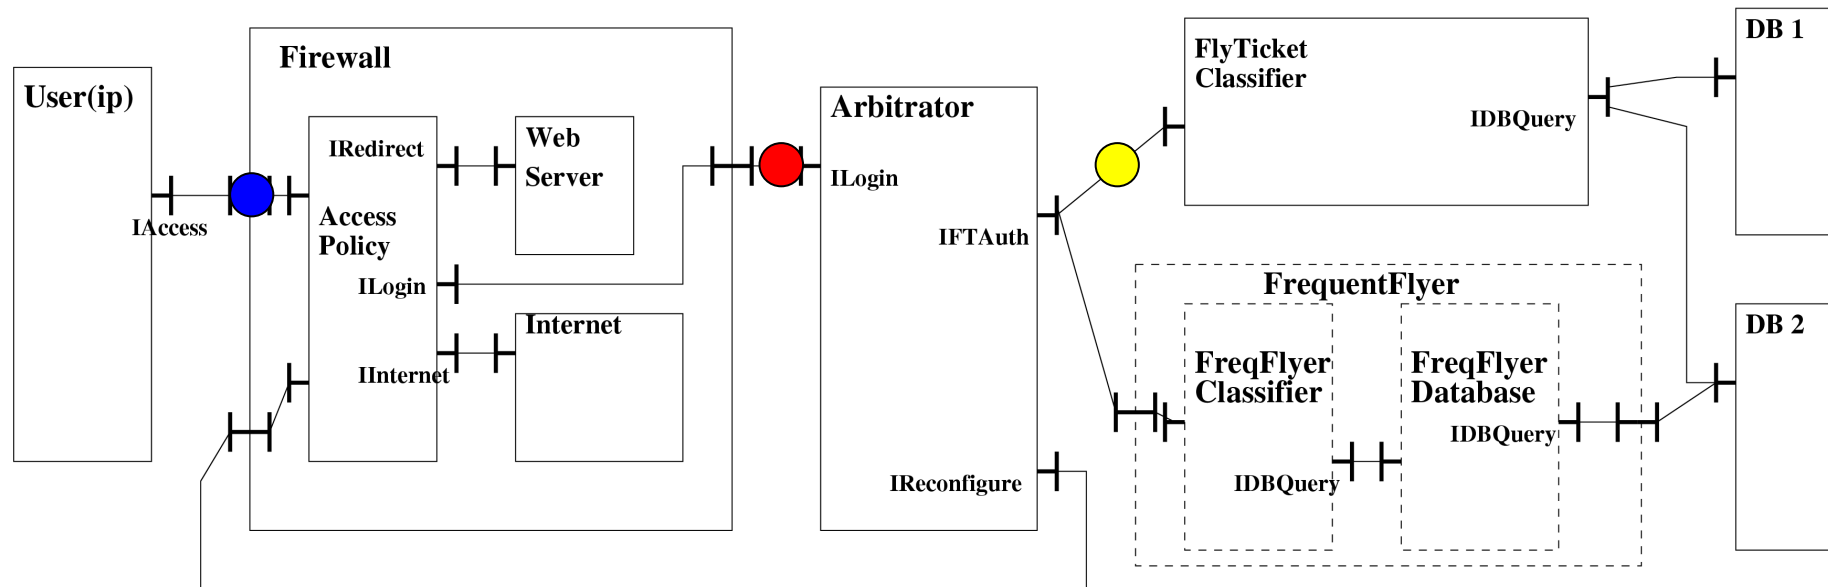 User(ip)
IAccess
Firewall
IRedirect
Access
Policy
ILogin
IInternet
Web
Server
Internet
Arbitrator
ILogin
IFTAuth
IReconfigure
FlyTicket
Classifier
IDBQuery
FrequentFlyer
FreqFlyer
Classifier
IDBQuery
FreqFlyer
Database
IDBQuery
DB 1
DB 2